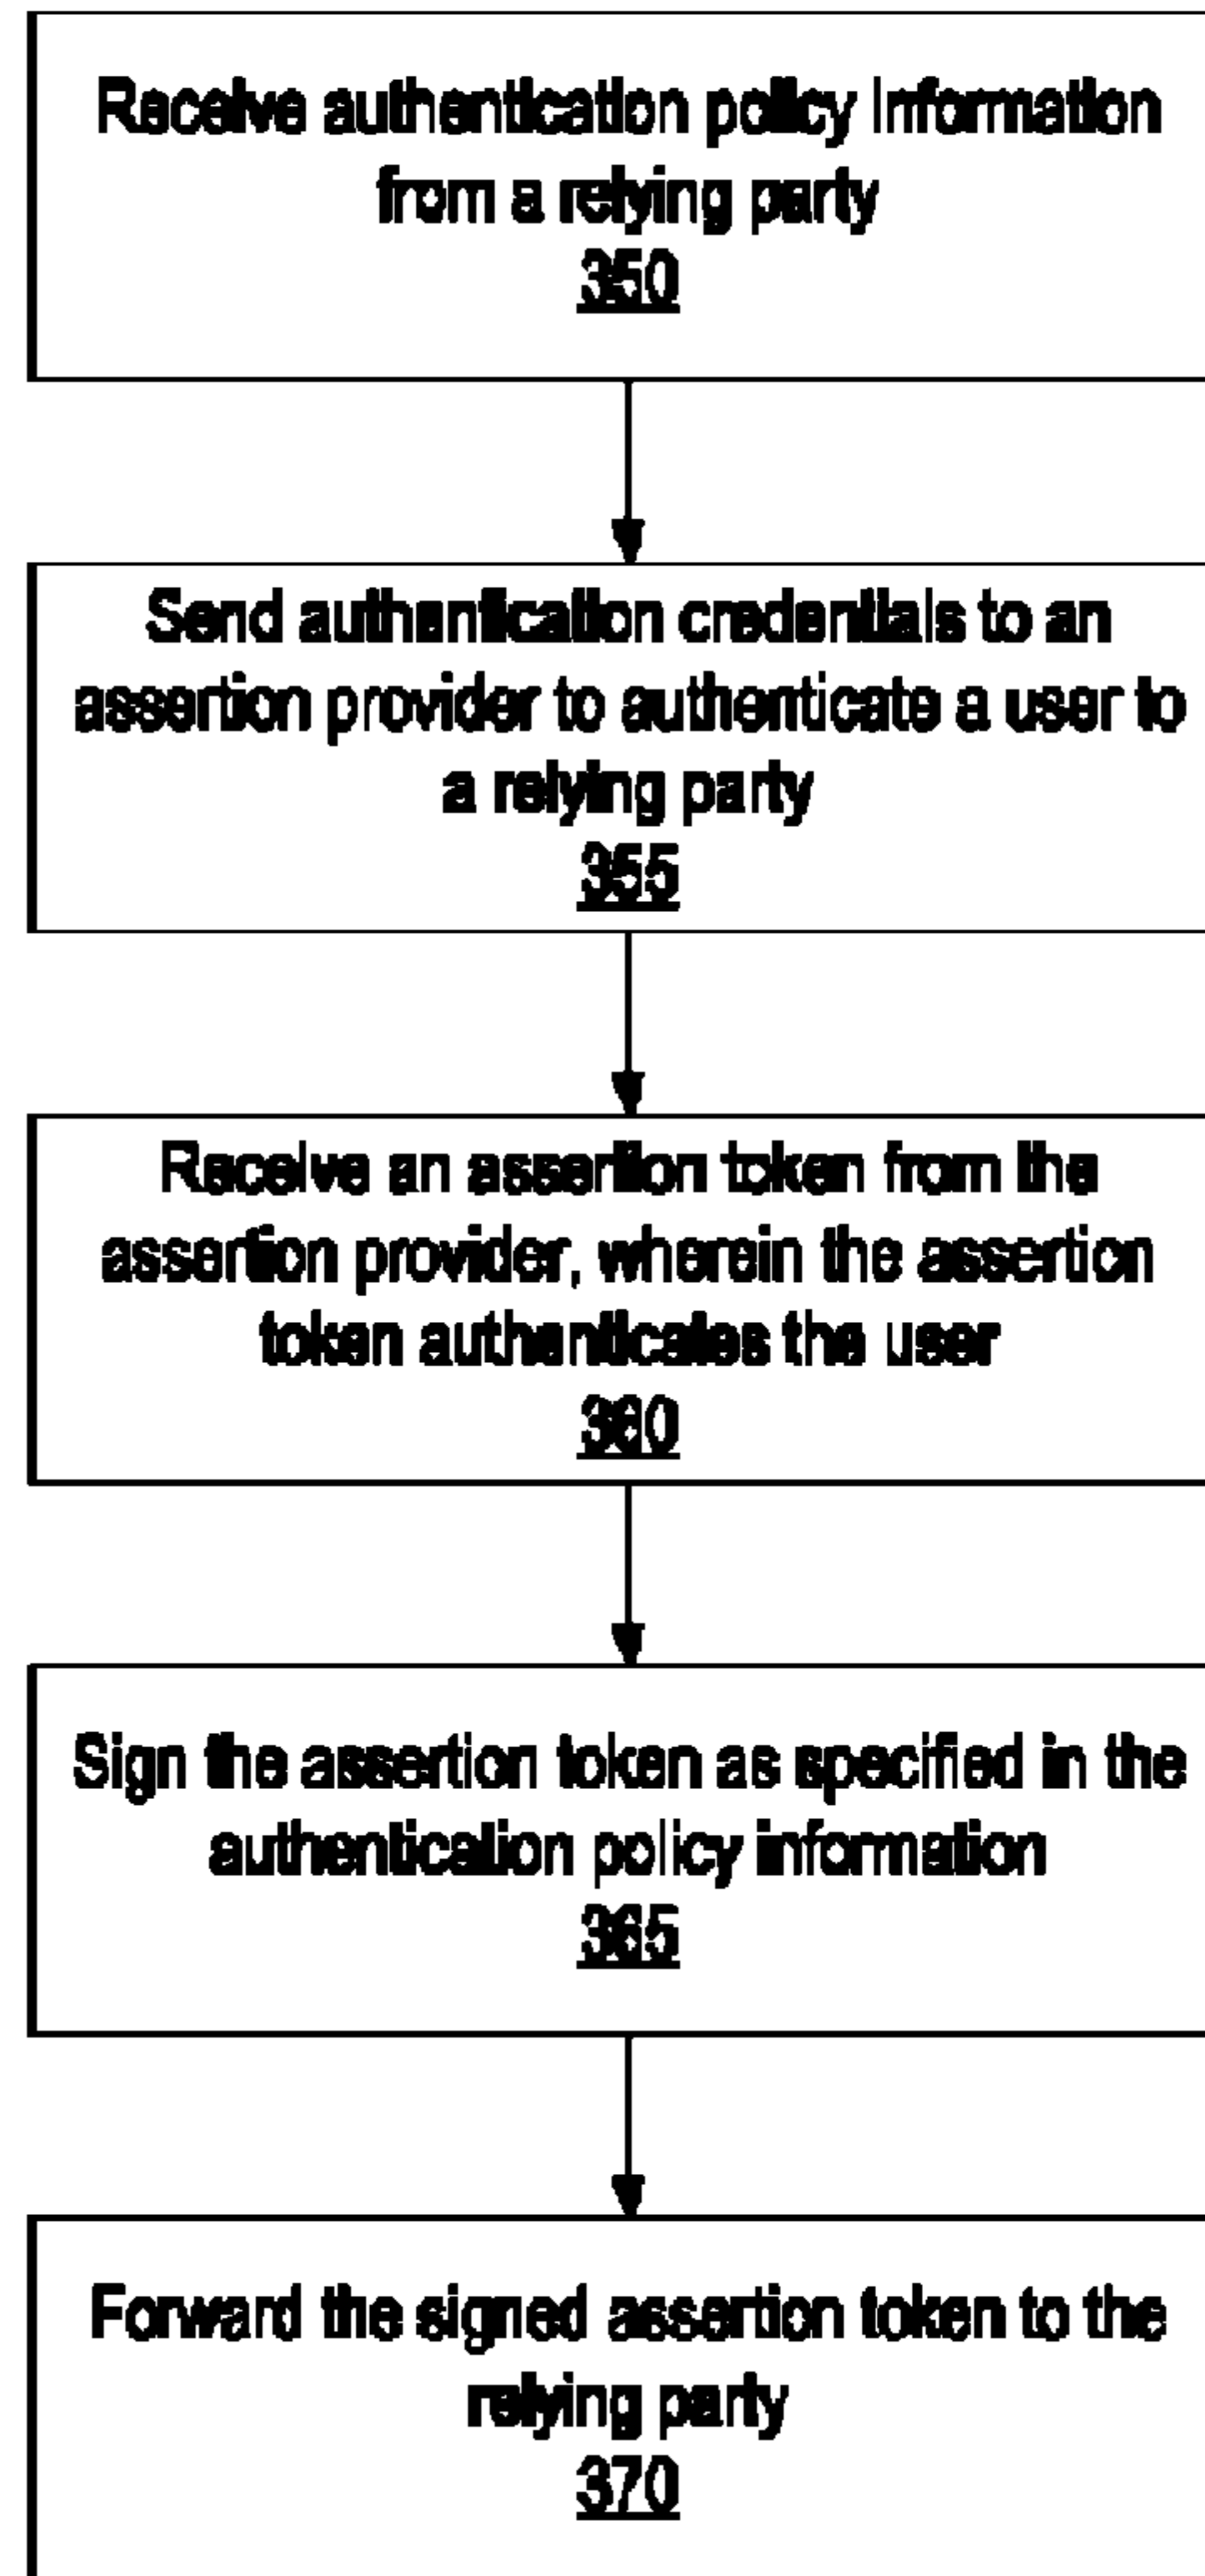 Receive authentication policy information
from a relying party
350
Send authentication credentials to an
assertion provider to authenticate a user to
a relying party
355
Receive an assertion token from the
assertion provider, wherein the assertion
token authenticates the user
360
Sign the assertion token as specified in the
authentication policy information
365
Forward the signed assertion token to the
relying party
370